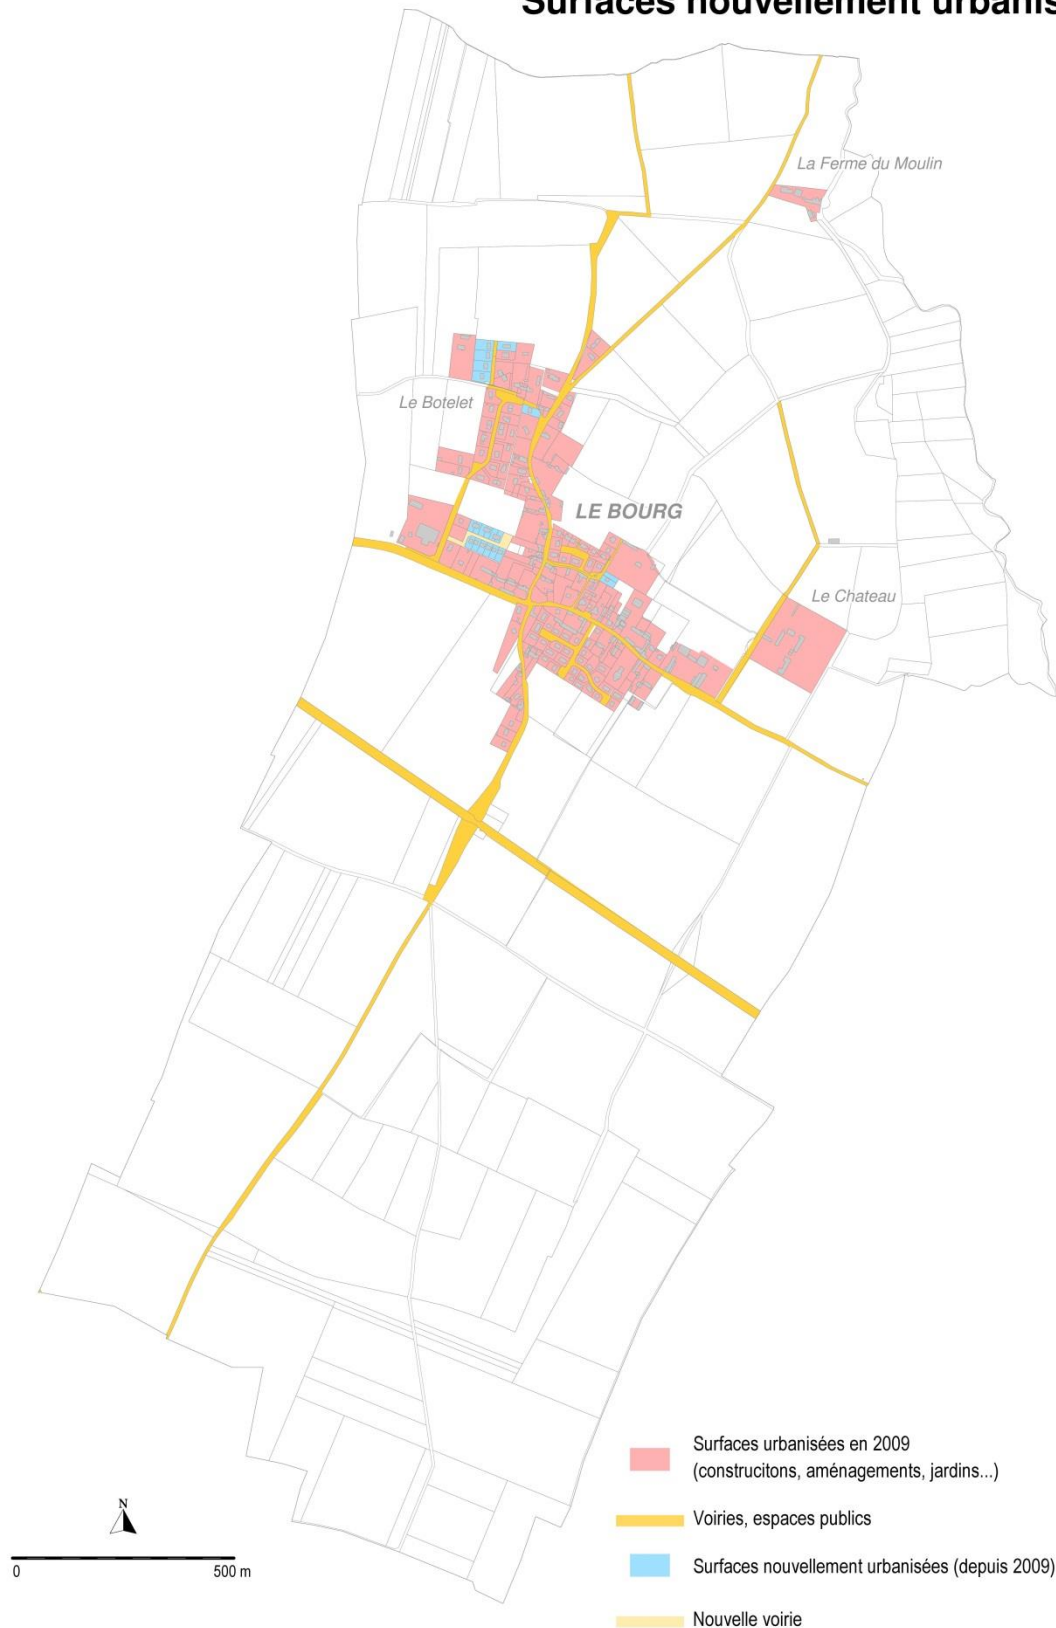 Surfaces nouvellement urbanis
La Ferme du Moulin
Le Botelet
LE BOURG
Le Chateau
Surfaces urbanisées en 2009
(construcitons, aménagements, jardins...)
Voiries, espaces publics
Surfaces nouvellement urbanisées (depuis 2009)
Nouvelle voirie
N
0 500 m